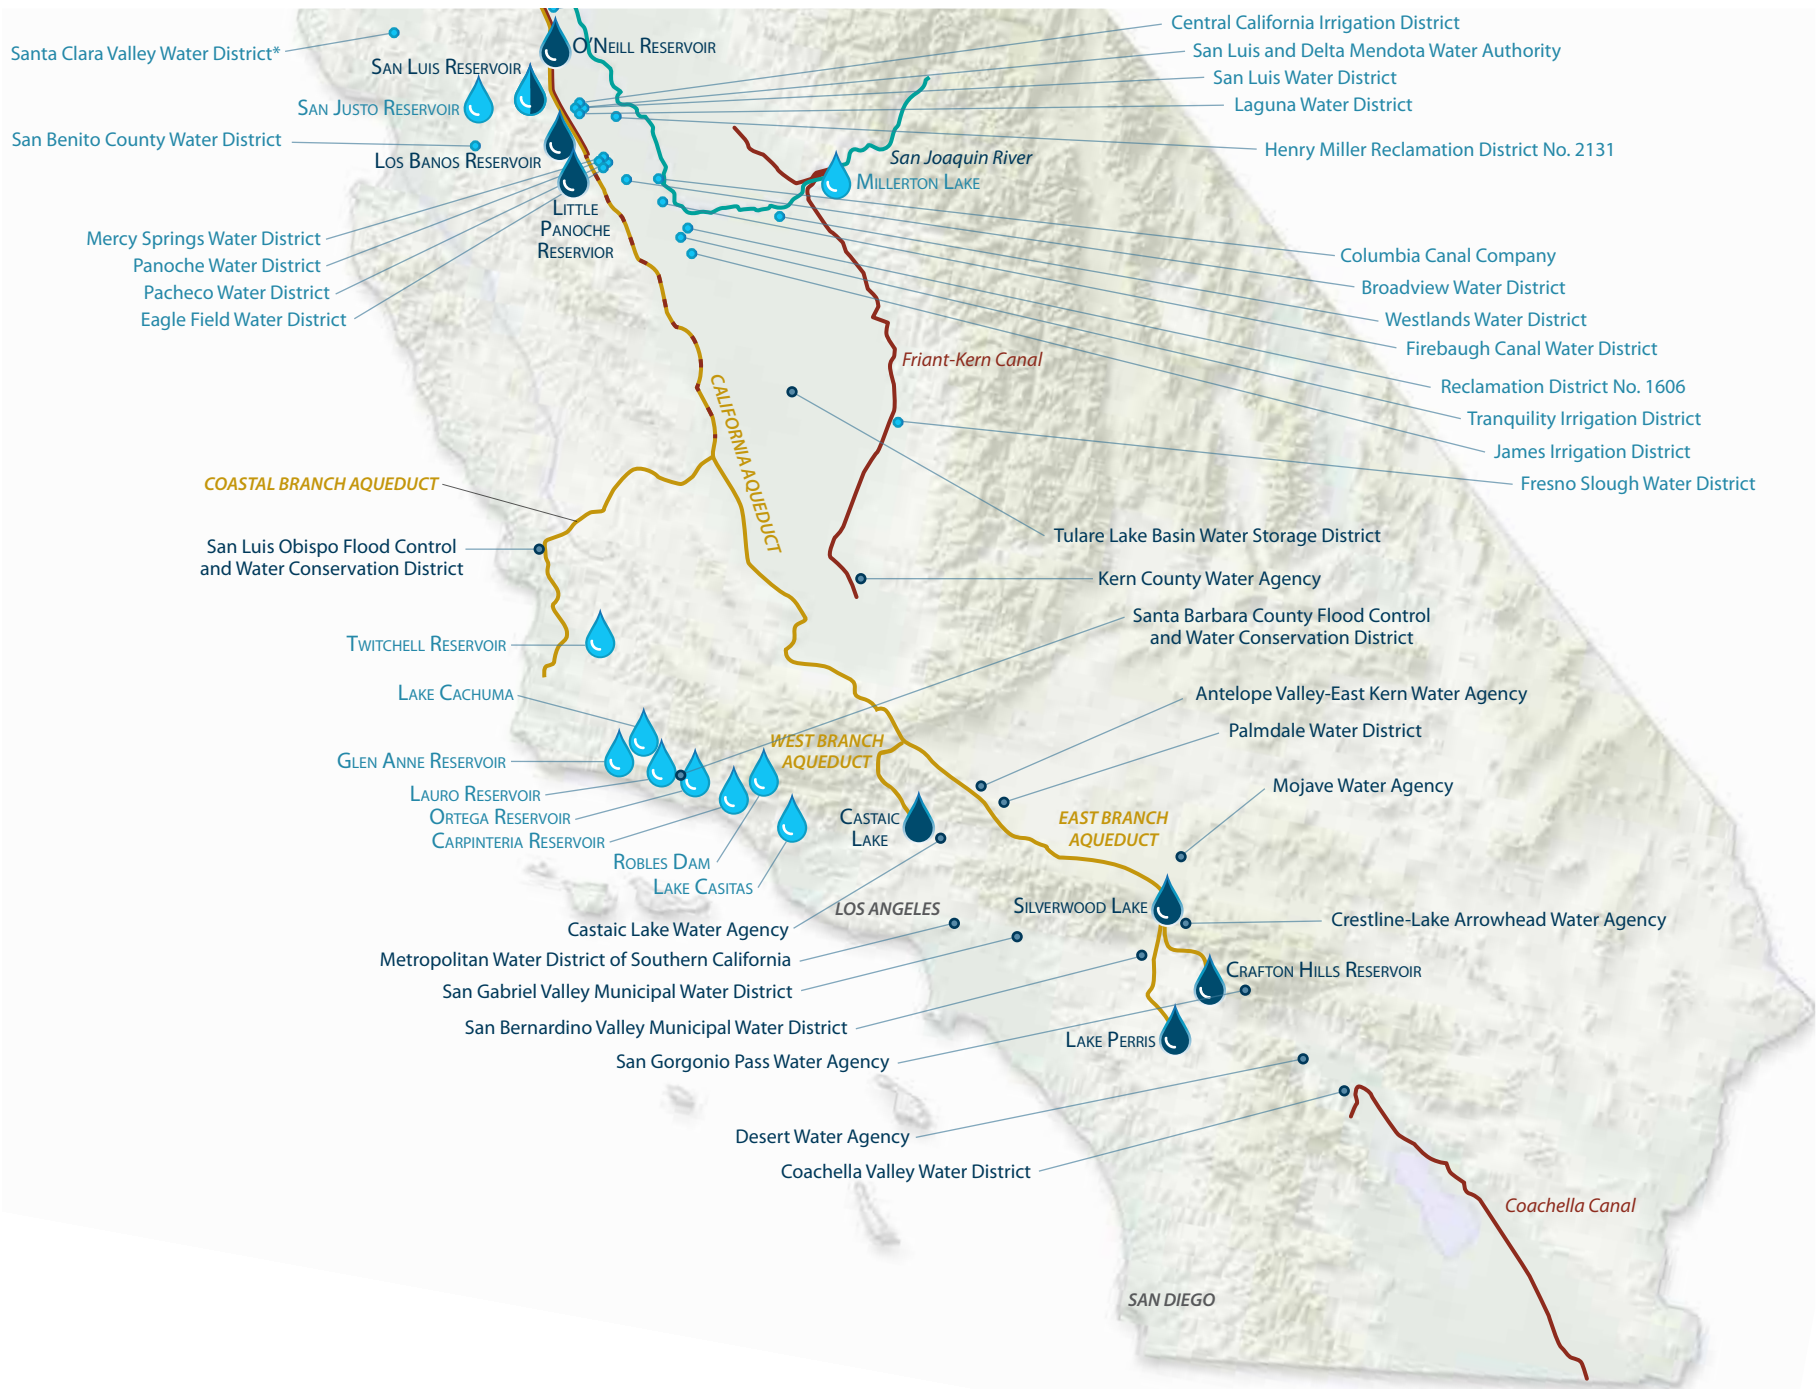 Central California Irrigation District
O'Neill Reservoir
Santa Clara Valley Water District*
San Luis and Delta Mendota Water Authority
San Luis Reservoir
San Luis Water District
San Justo Reservoir
Laguna Water District
San Benito County Water District
Henry Miller Reclamation District No. 2131
Los Banos Reservoir
San Joaquin River
Millerton Lake
Little
Panoche
Reservior
Mercy Springs Water District
Panoche Water District
Pacheco Water District
Eagle Field Water District
Columbia Canal Company
Broadview Water District
Westlands Water District
Firebaugh Canal Water District
Friant-Kern Canal
Reclamation District No. 1606
Tranquility Irrigation District
James Irrigation District
Fresno Slough Water District
CALIFORNIA AQUEDUCT
COASTAL BRANCH AQUEDUCT
Tulare Lake Basin Water Storage District
San Luis Obispo Flood Control
and Water Conservation District
Kern County Water Agency
Santa Barbara County Flood Control
and Water Conservation District
Twitchell Reservoir
Lake Cachuma
Antelope Valley-East Kern Water Agency
Palmdale Water District
WEST BRANCH
AQUEDUCT
Glen Anne Reservoir
Mojave Water Agency
Lauro Reservoir
Ortega Reservoir
Carpinteria Reservoir
Castaic
Lake
EAST BRANCH
AQUEDUCT
Robles Dam
Lake Casitas
LOS ANGELES
Silverwood Lake
Castaic Lake Water Agency
Crestline-Lake Arrowhead Water Agency
Metropolitan Water District of Southern California
Crafton Hills Reservoir
San Gabriel Valley Municipal Water District
San Bernardino Valley Municipal Water District
Lake Perris
San Gorgonio Pass Water Agency
Desert Water Agency
Coachella Valley Water District
Coachella Canal
SAN DIEGO